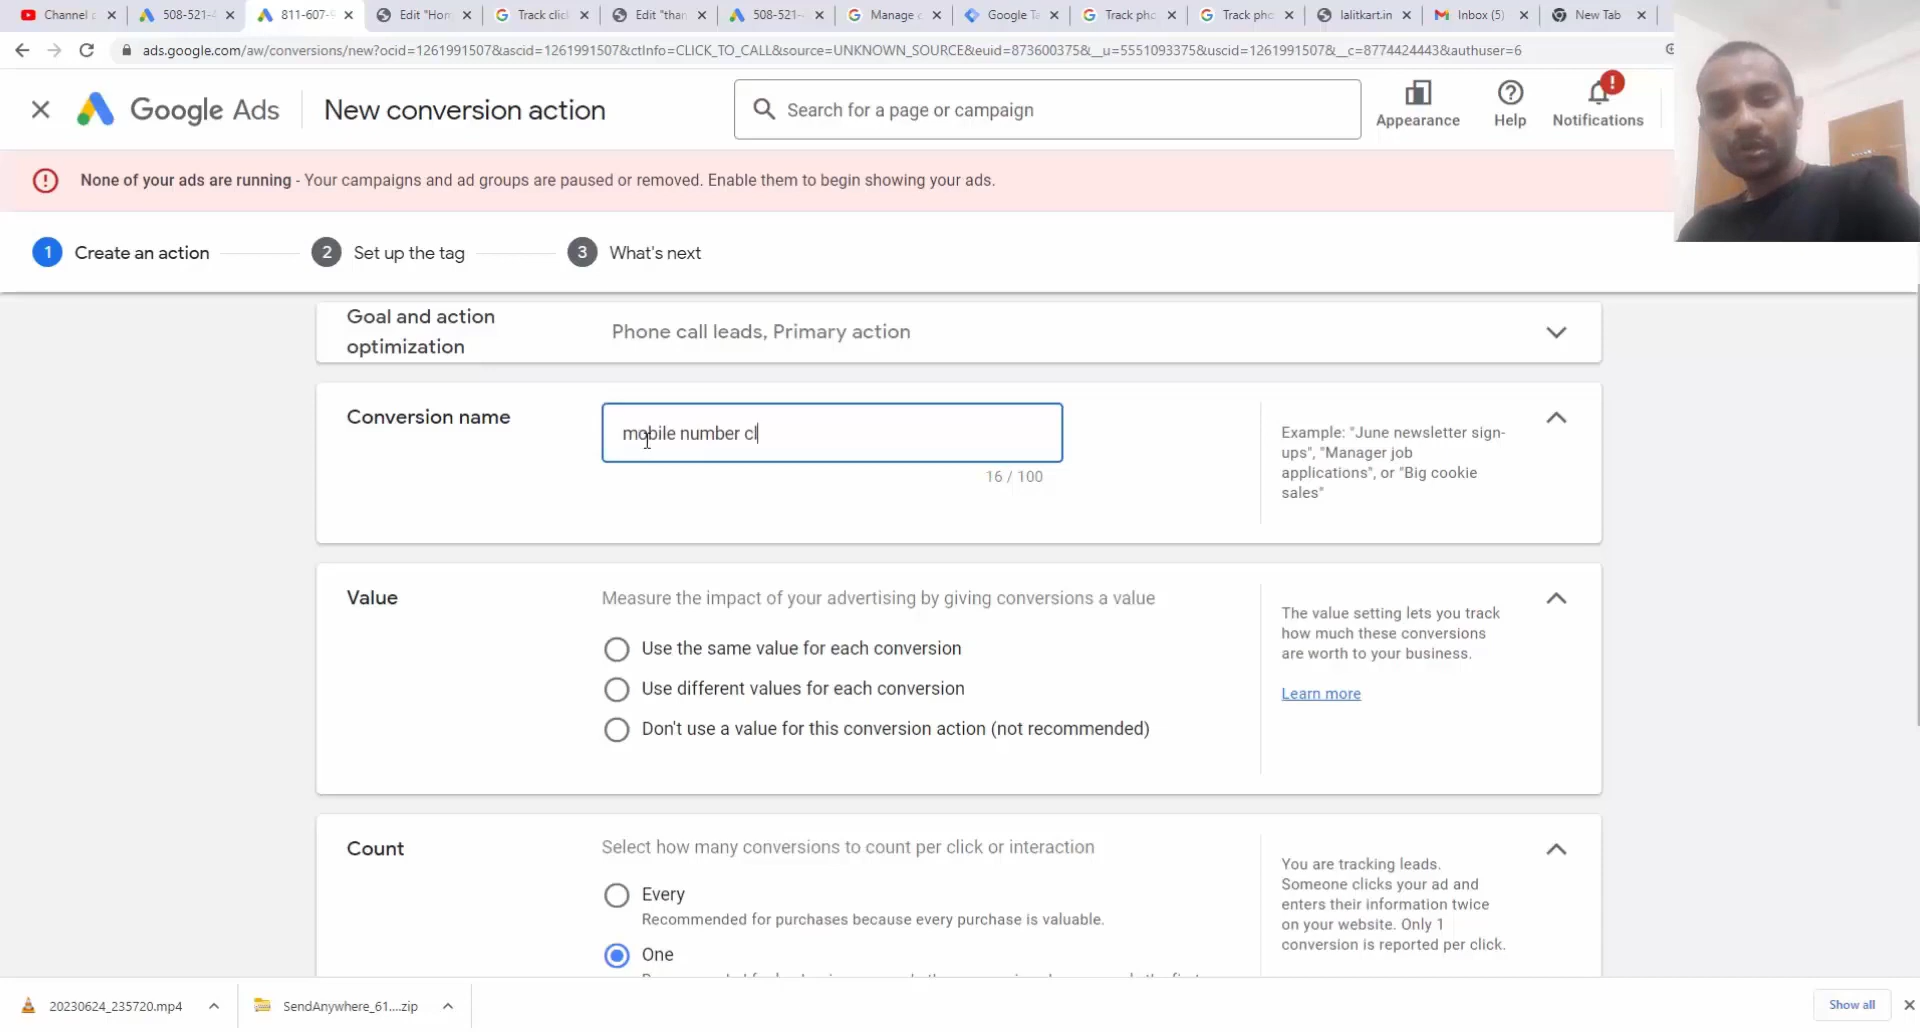 Channel
508-521-
811-607-9
Edit "Hom
Track clic
Edit "than
508-521-
Manage
Google Ta
Track pho
Track pho
lalitkart.in
Inbox (5)
New Tab
ads.google.com/aw/conversions/new?ocid=1261991507&ascid=1261991507&ctInfo=CLICK_TO_CALL&source=UNKNOWN_SOURCE&euid=873600375&__u=5551093375&uscid=1261991507&__c=8774424443&authuser=6
Google Ads
New conversion action
Search for a page or campaign
Appearance
Help
Notifications
None of your ads are running - Your campaigns and ad groups are paused or removed. Enable them to begin showing your ads.
1 Create an action
2 Set up the tag
3 What's next
Goal and action
optimization
Phone call leads, Primary action
Conversion name
mobile number cl
16 / 100
Example: "June newsletter sign-
ups", "Manager job
applications", or "Big cookie
sales"
Value
Measure the impact of your advertising by giving conversions a value
Use the same value for each conversion
Use different values for each conversion
Don't use a value for this conversion action (not recommended)
The value setting lets you track
how much these conversions
are worth to your business.
Learn more
Count
Select how many conversions to count per click or interaction
Every
Recommended for purchases because every purchase is valuable.
One
You are tracking leads.
Someone clicks your ad and
enters their information twice
on your website. Only 1
conversion is reported per click.
20230624_235720.mp4
SendAnywhere_61....zip
Show all